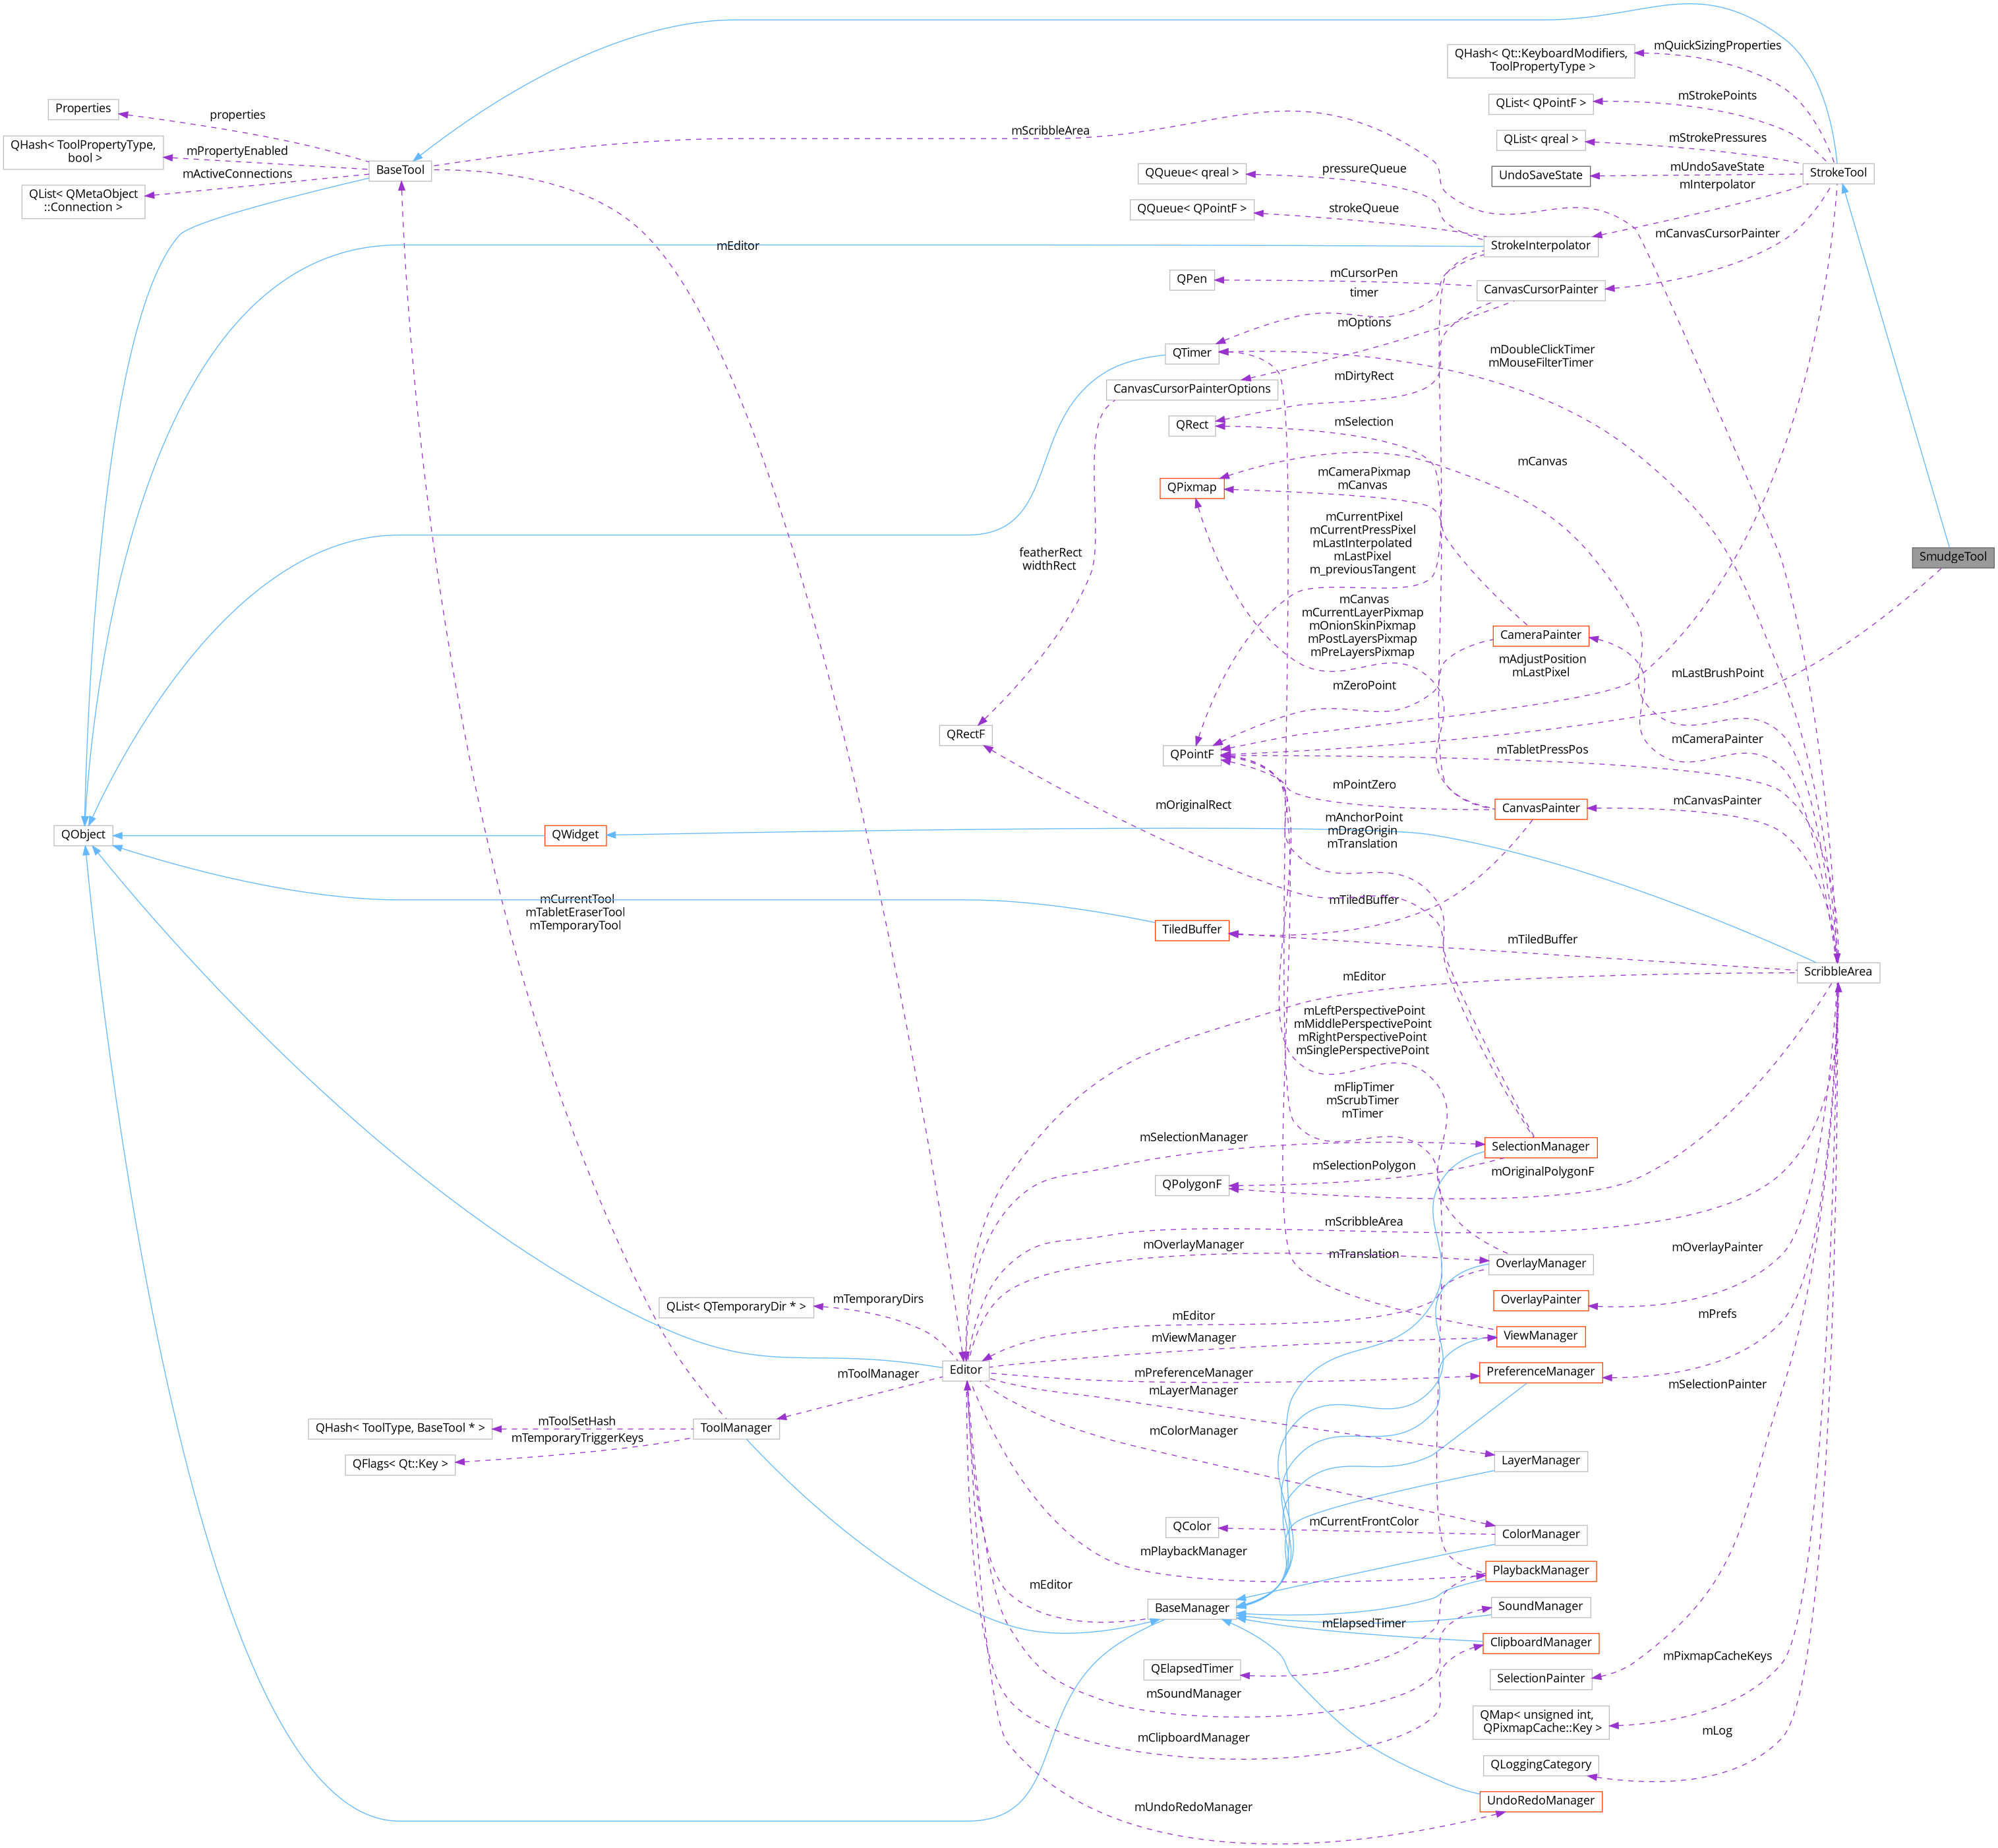 mQuickSizingProperties
QHash< Qt::KeyboardModifiers,
ToolPropertyType >
mStrokePoints
QList< QPointF >
Properties
properties
mScribbleArea
mStrokePressures
QList< qreal >
QHash< ToolPropertyType,
bool >
mPropertyEnabled
BaseTool
mActiveConnections
QList< QMetaObject
::Connection >
pressureQueue
QQueue< qreal >
mUndoSaveState
UndoSaveState
StrokeTool
mInterpolator
strokeQueue
QQueue< QPointF >
mEditor
StrokeInterpolator
mCanvasCursorPainter
mCursorPen
QPen
CanvasCursorPainter
timer
mOptions
QTimer
mDoubleClickTimer
mMouseFilterTimer
mDirtyRect
CanvasCursorPainterOptions
QRect
mSelection
mCanvas
mCameraPixmap
mCanvas
QPixmap
mCurrentPixel
mCurrentPressPixel
mLastInterpolated
mLastPixel
m_previousTangent
featherRect
widthRect
SmudgeTool
mCanvas
mCurrentLayerPixmap
mOnionSkinPixmap
mPostLayersPixmap
mPreLayersPixmap
CameraPainter
mAdjustPosition
mLastPixel
mLastBrushPoint
mZeroPoint
QRectF
QPointF
mCameraPainter
mTabletPressPos
mPointZero
mOriginalRect
CanvasPainter
mCanvasPainter
mAnchorPoint
mDragOrigin
mTranslation
QObject
QWidget
mCurrentTool
mTabletEraserTool
mTemporaryTool
mTiledBuffer
TiledBuffer
mTiledBuffer
ScribbleArea
mEditor
mLeftPerspectivePoint
mMiddlePerspectivePoint
mRightPerspectivePoint
mSinglePerspectivePoint
mFlipTimer
mScrubTimer
mTimer
mSelectionManager
SelectionManager
mSelectionPolygon
QPolygonF
mOriginalPolygonF
mScribbleArea
mOverlayManager
mTranslation
mOverlayPainter
OverlayManager
mTemporaryDirs
QList< QTemporaryDir * >
OverlayPainter
mEditor
mPrefs
mViewManager
ViewManager
Editor
mToolManager
mPreferenceManager
PreferenceManager
mLayerManager
mSelectionPainter
mToolSetHash
QHash< ToolType, BaseTool * >
ToolManager
mColorManager
mTemporaryTriggerKeys
QFlags< Qt::Key >
LayerManager
QColor
mCurrentFrontColor
ColorManager
mPlaybackManager
PlaybackManager
mEditor
BaseManager
SoundManager
mElapsedTimer
ClipboardManager
mPixmapCacheKeys
QElapsedTimer
SelectionPainter
mSoundManager
QMap< unsigned int,
QPixmapCache::Key >
mClipboardManager
mLog
QLoggingCategory
mUndoRedoManager
UndoRedoManager